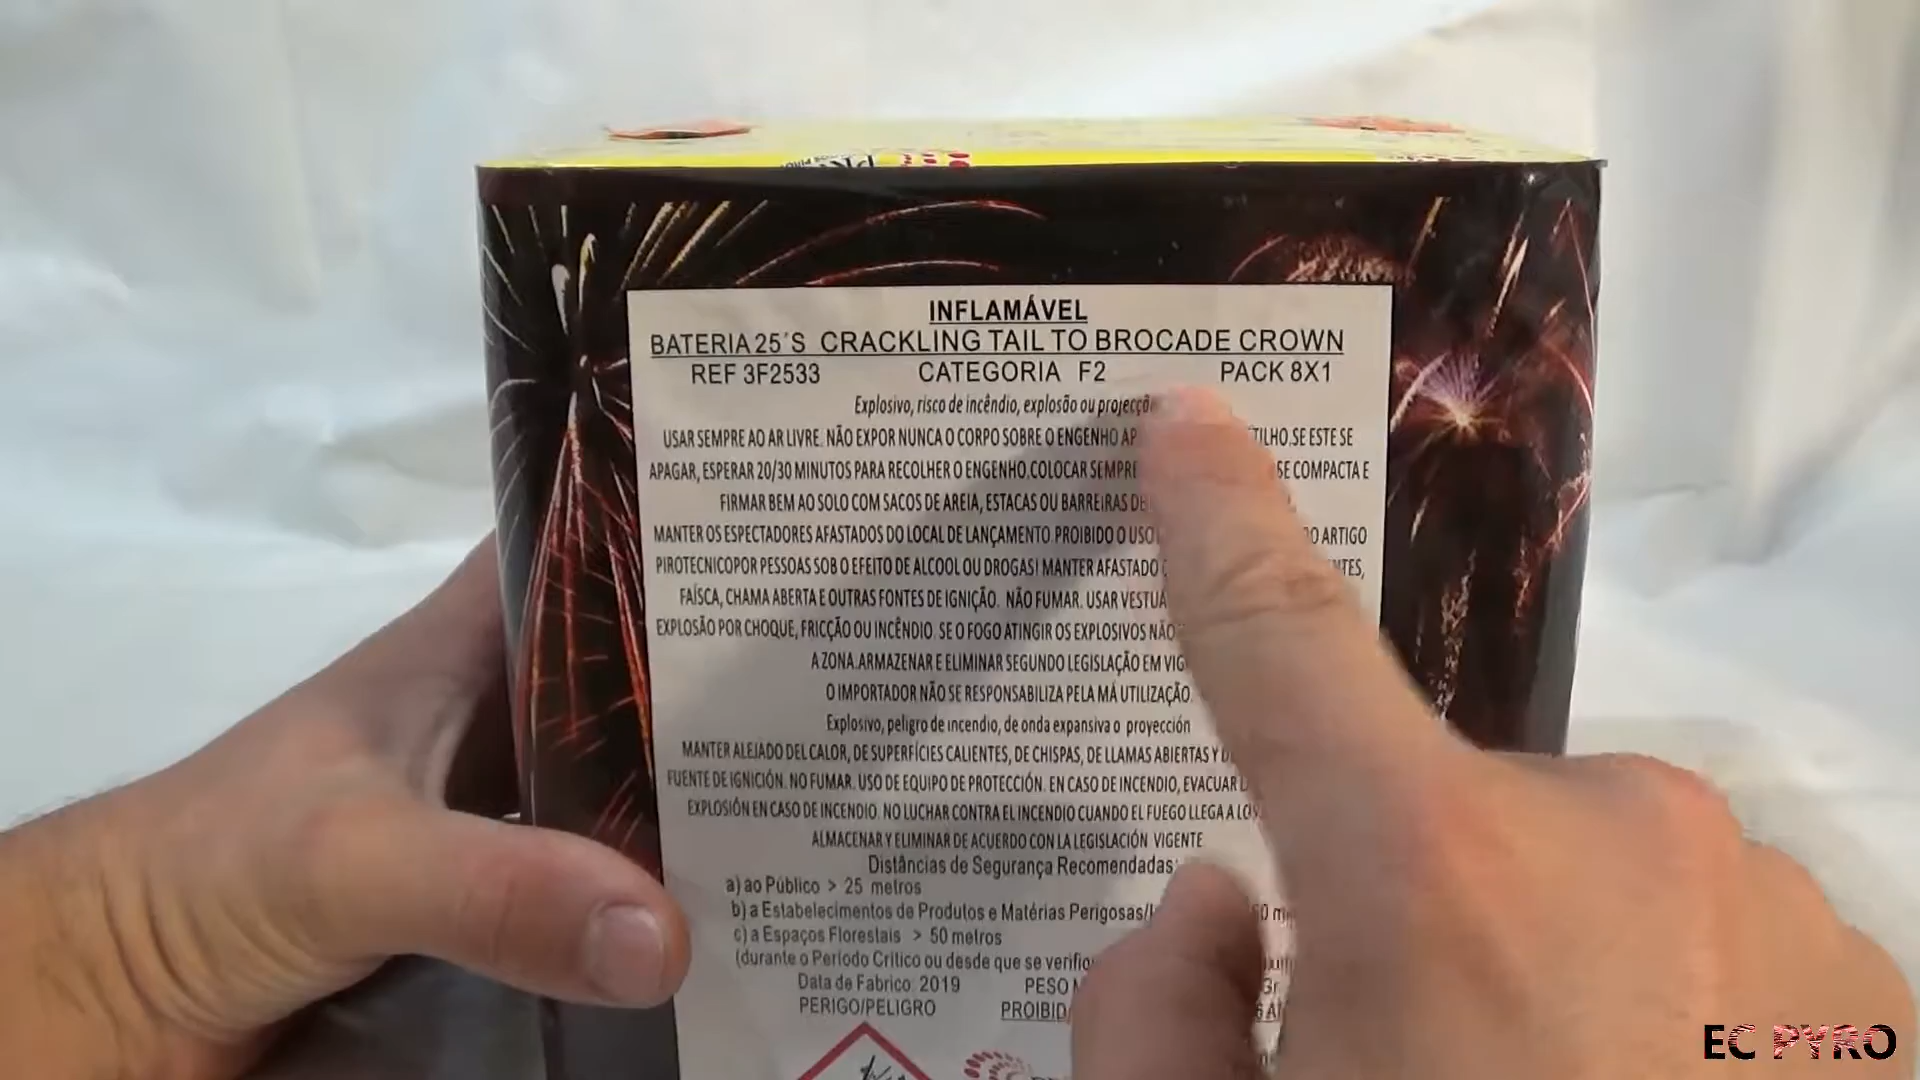 INFLAMÁVEL
BATERIA 25´S CRACKLING TAIL TO BROCADE CROWN
REF 3F2533 CATEGORIA F2 PACK 8X1
Explosivo, risco de incêndio, explosão ou projecção
USAR SEMPRE AO AR LIVRE. NÃO EXPOR NUNCA O CORPO SOBRE O ENGENHO SE ESTE SE
APAGAR, ESPERAR 20/30 MINUTOS PARA RECOLHER O ENGENHO.COLOCAR SEMPRE COMPACTA E
FIRMAR BEM AO SOLO COM SACOS DE AREIA, ESTACAS OU BARREIRAS
MANTER OS ESPECTADORES AFASTADOS DO LOCAL DE LANÇAMENTO.PROIBIDO O USO ARTIGO
PIROTECNICOPOR PESSOAS SOB O EFEITO DE ALCOOL OU DROGAS! MANTER AFASTADO
FAÍSCA, CHAMA ABERTA E OUTRAS FONTES DE IGNIÇÃO. NÃO FUMAR. USAR
EXPLOSÃO POR CHOQUE, FRICÇÃO OU INCÊNDIO. SE O FOGO ATINGIR OS EXPLOSIVOS NÃO
A ZONA.ARMAZENAR E ELIMINAR SEGUNDO LEGISLAÇÃO EM
O IMPORTADOR NÃO SE RESPONSABILIZA PELA MÁ UTILIZAÇÃO.
Explosivo, peligro de incendio, de onda expansiva o proyección
MANTER ALEJADO DEL CALOR, DE SUPERFÍCIES CALIENTES, DE CHISPAS, DE LLAMAS ABIERTAS Y
FUENTE DE IGNICIÓN. NO FUMAR. USO DE EQUIPO DE PROTECCIÓN. EN CASO DE INCENDIO, EVACUAR
EXPLOSIÓN EN CASO DE INCENDIO. NO LUCHAR CONTRA EL INCENDIO CUANDO EL FUEGO LLEGA A
ALMACENAR Y ELIMINAR DE ACUERDO CON LA LEGISLACIÓN VIGENTE
Distâncias de Segurança Recomendadas:
a) ao Público > 25 metros
b) a Estabelecimentos de Produtos e Matérias Perigosas/
c) a Espaços Florestais > 50 metros
(durante o Período Crítico ou desde que se
Data de Fabrico: 2019 PESO Gr
PERIGO/PELIGRO
EC PYRO